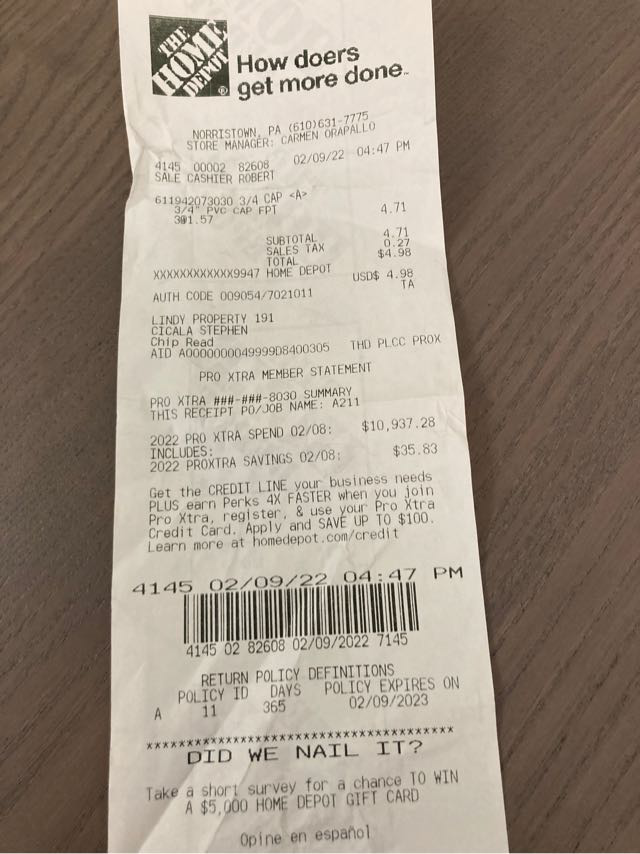 THE
HOME
DEPOT
How doers
get more done™
NORRISTOWN, PA (610)631-7775
STORE MANAGER: CARMEN ORAPALLO
4145 00002 82608 02/09/22 04:47 PM
SALE CASHIER ROBERT
611942073030 3/4 CAP <A>
3/4" PVC CAP FPT
3@1.57 4.71
SUBTOTAL 4.71
SALES TAX 0.27
TOTAL $4.98
XXXXXXXXXXXX9947 HOME DEPOT
USD$ 4.98
AUTH CODE 009054/7021011 TA
LINDY PROPERTY 191
CICALA STEPHEN
Chip Read
AID A0000000049999D8400305 THD PLCC PROX
PRO XTRA MEMBER STATEMENT
PRO XTRA ###-###-8030 SUMMARY
THIS RECEIPT PO/JOB NAME: A211
2022 PRO XTRA SPEND 02/08: $10,937.28
INCLUDES:
2022 PROXTRA SAVINGS 02/08: $35.83
Get the CREDIT LINE your business needs
PLUS earn Perks 4X FASTER when you join
Pro Xtra, register, & use your Pro Xtra
Credit Card. Apply and SAVE UP TO $100.
Learn more at homedepot.com/credit
4145 02/09/22 04:47 PM
4145 02 82608 02/09/2022 7145
RETURN POLICY DEFINITIONS
POLICY ID DAYS POLICY EXPIRES ON
A 11 365 02/09/2023
****************************************
DID WE NAIL IT?
Take a short survey for a chance TO WIN
A $5,000 HOME DEPOT GIFT CARD
Opine en español